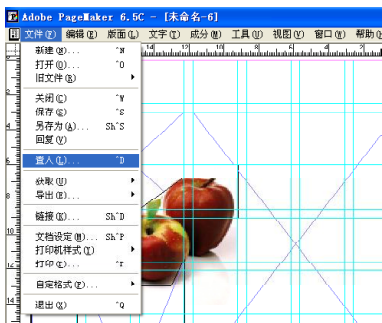 Adobe PageMaker 6.5C - [未命名-6]
文件(F) 编辑(E) 版面(L) 文字(T) 成分(M) 工具(U) 视图(V) 窗口(W) 帮助
新建(N)... ^N
打开(O)... ^O
旧文件(R)
关闭(C) ^W
保存(S) ^S
另存为(A)... Sh^S
回复(V)
置入(L)... ^D
获取(U)
导出(E)...
链接(K)... Sh^D
文档设定(M)... Sh^P
打印机样式(Y)
打印(P)... ^P
自定格式(F)...
退出(X) ^Q